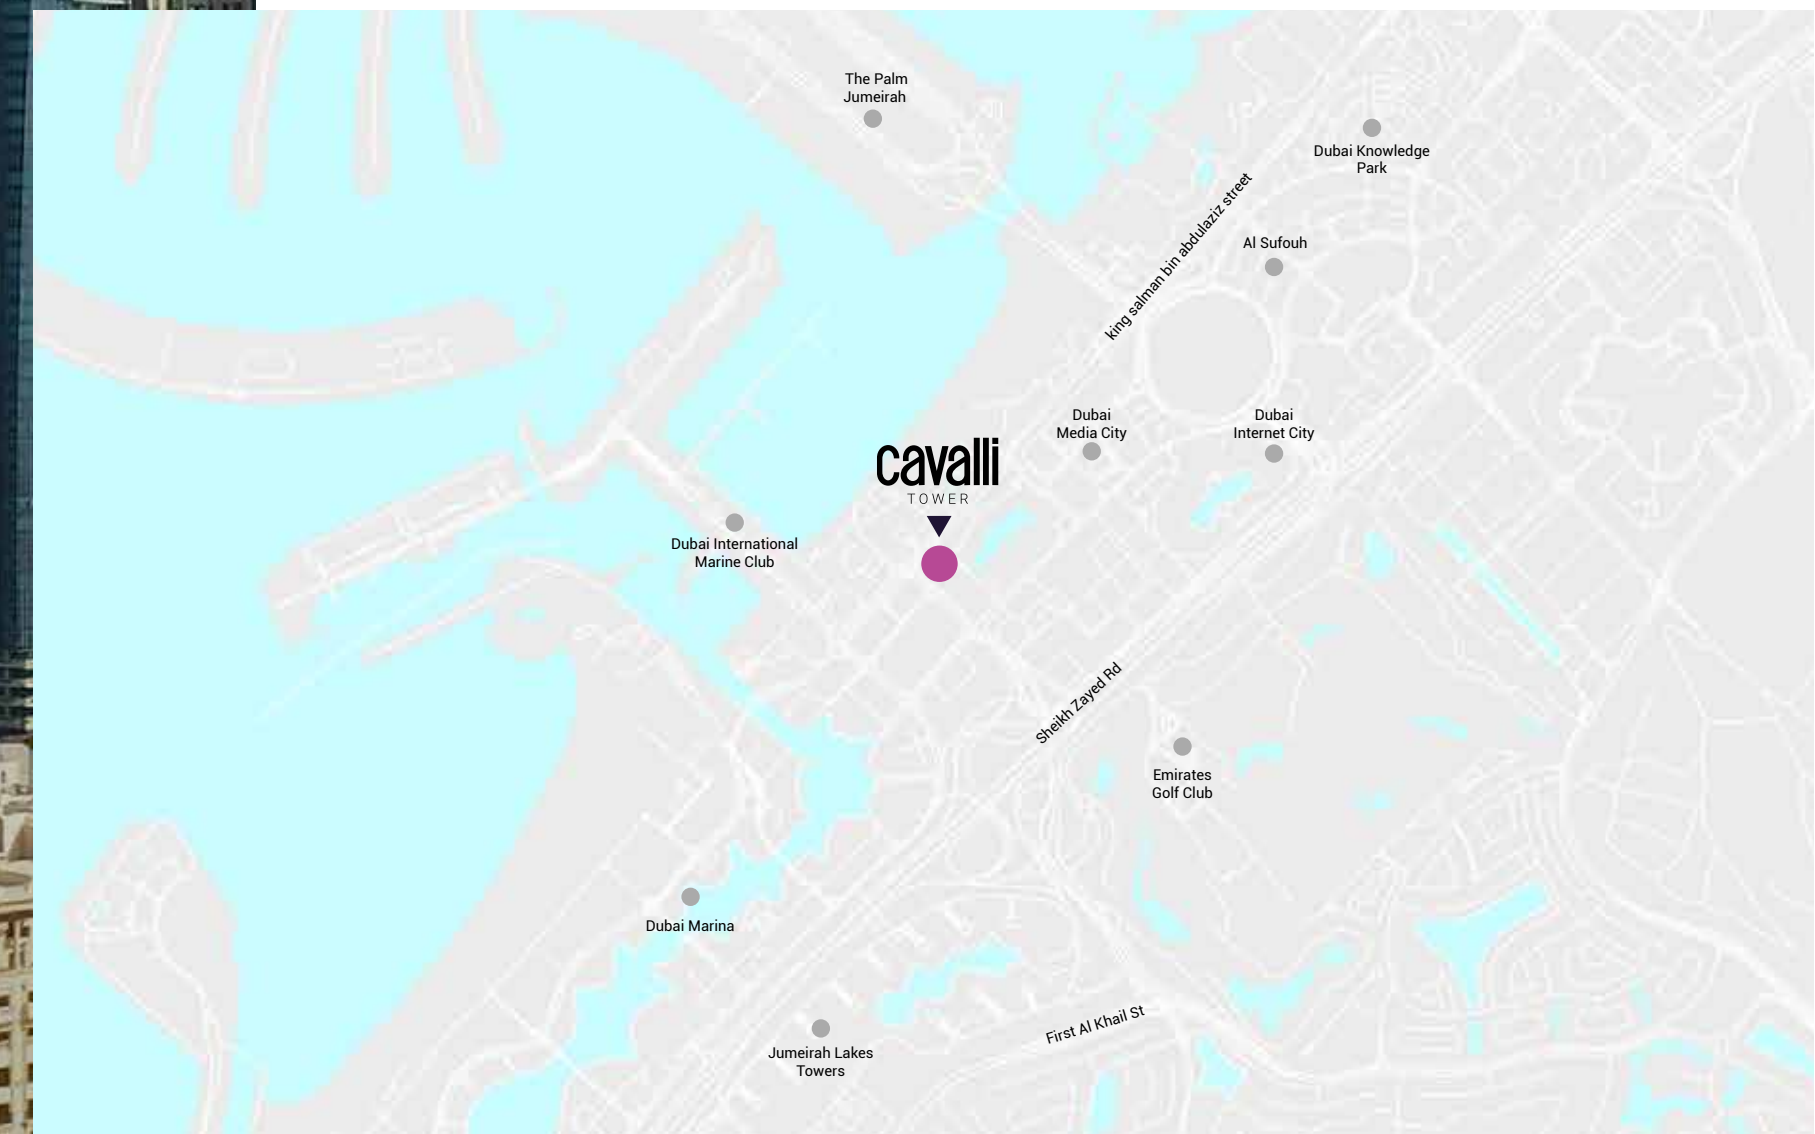 The Palm
Jumeirah
Dubai Knowledge
Park
king salman bin abdulaziz street
Al Sufouh
Dubai
Media City
Dubai
Internet City
cavalli
TOWER
Dubai International
Marine Club
Sheikh Zayed Rd
Emirates
Golf Club
Dubai Marina
First Al Khail St
Jumeirah Lakes
Towers